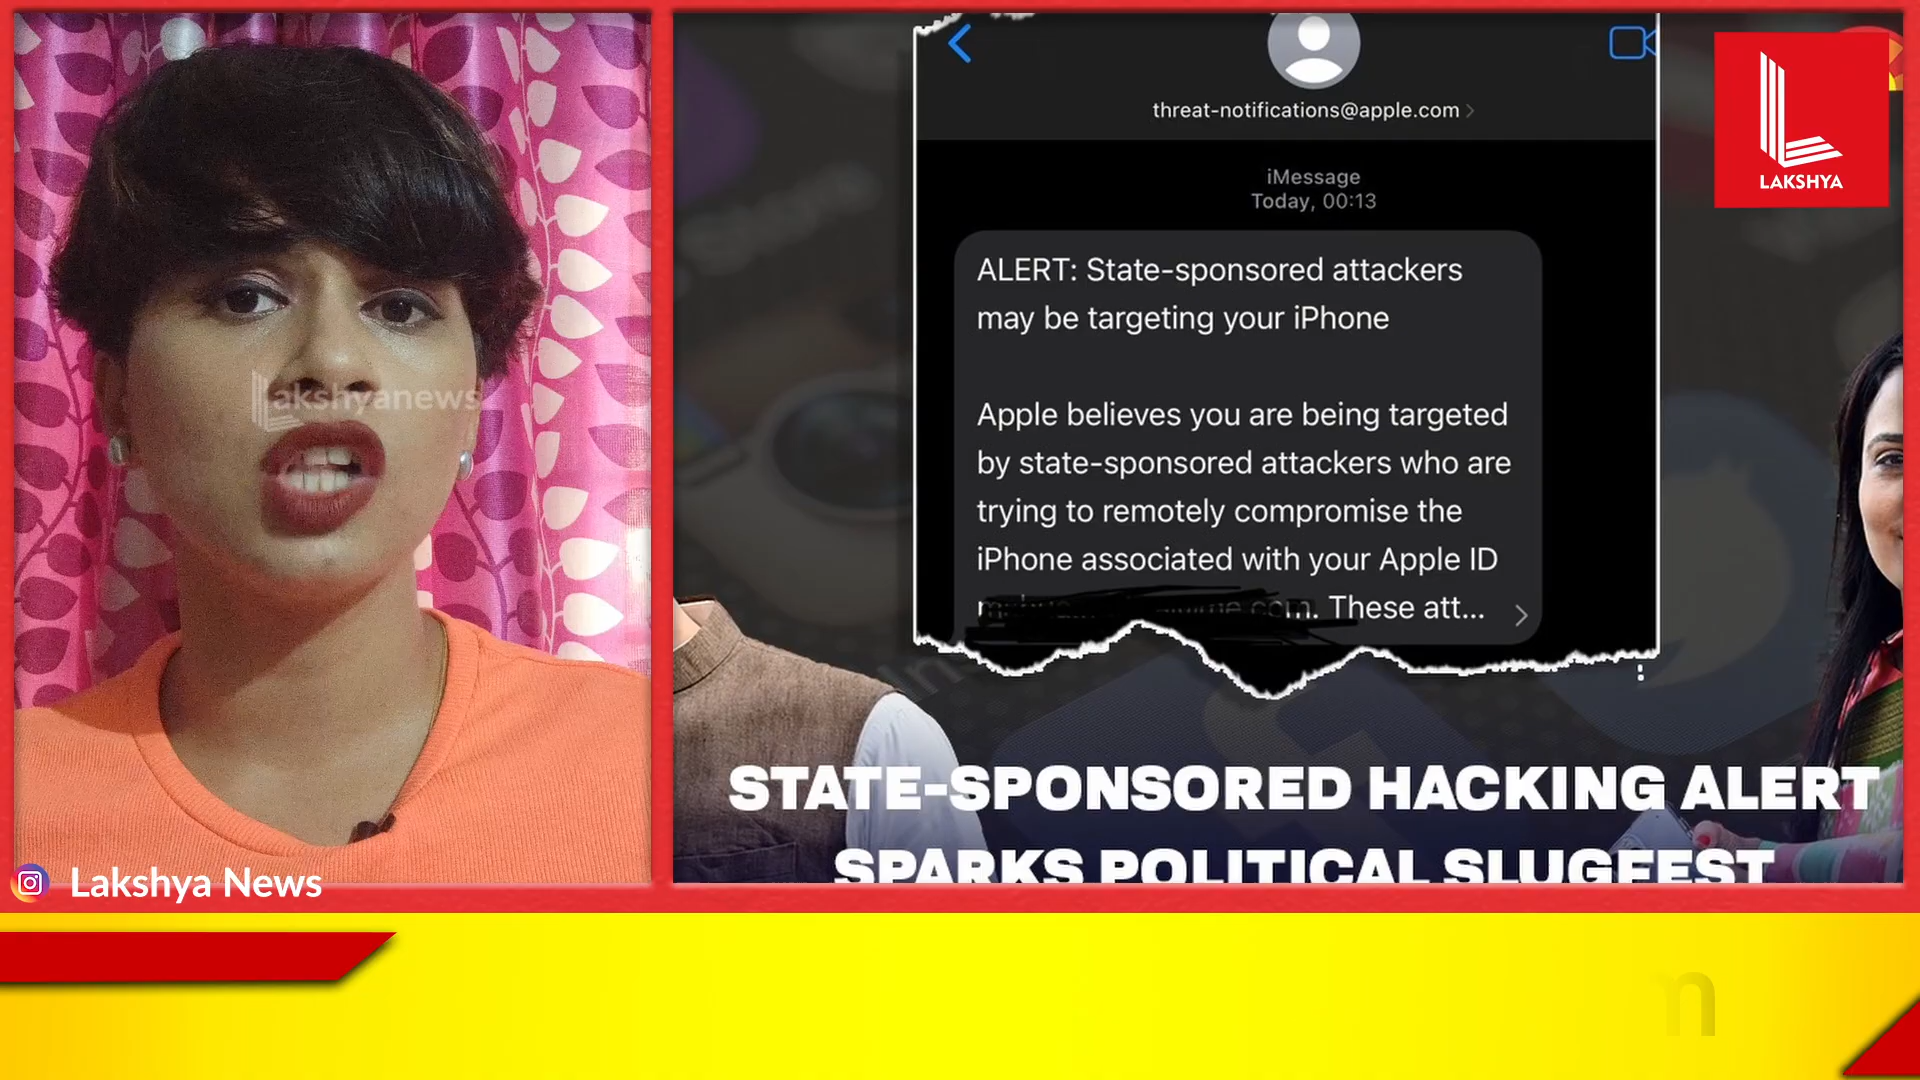 threat-notifications@apple.com
iMessage
Today, 00:13
ALERT: State-sponsored attackers
may be targeting your iPhone
Apple believes you are being targeted
by state-sponsored attackers who are
trying to remotely compromise the
iPhone associated with your Apple ID
com. These att...
LAKSHYA
Lakshyanews
STATE-SPONSORED HACKING ALERT
SPARKS POLITICAL SLUGFEST
Lakshya News
n